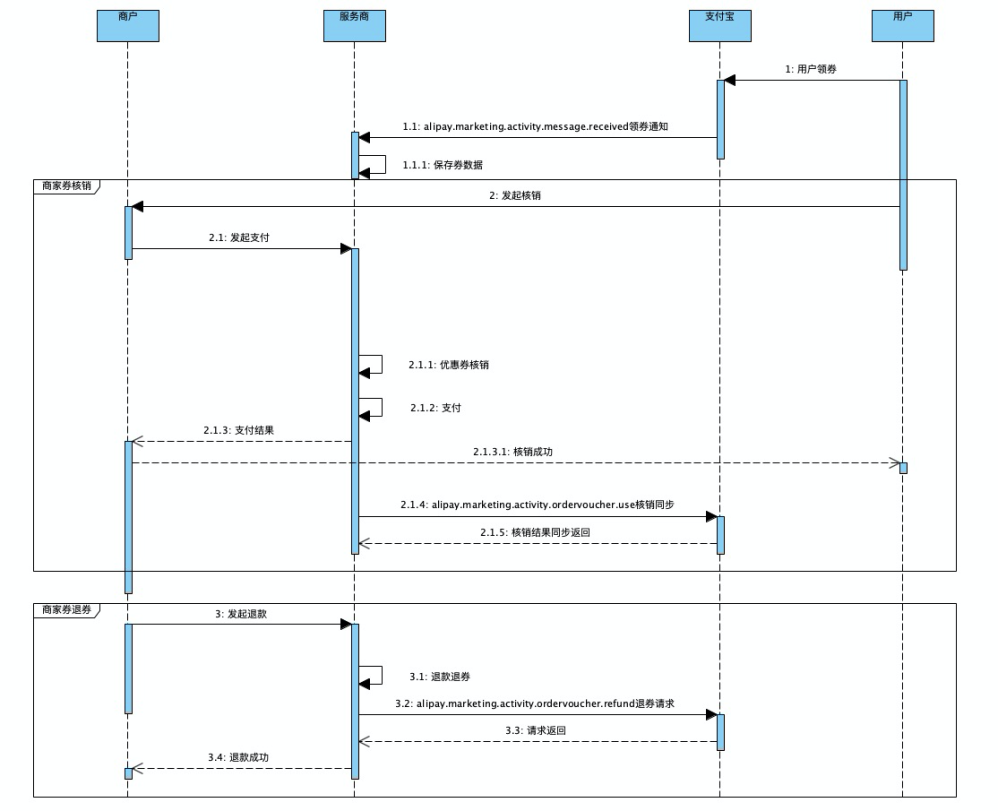 商户
服务商
支付宝
用户
1: 用户领券
1.1: alipay.marketing.activity.message.received领券通知
1.1.1: 保存券数据
商家券核销
2: 发起核销
2.1: 发起支付
2.1.1: 优惠券核销
2.1.2: 支付
2.1.3: 支付结果
2.1.3.1: 核销成功
2.1.4: alipay.marketing.activity.ordervoucher.use核销同步
2.1.5: 核销结果同步返回
商家券退券
3: 发起退款
3.1: 退款退券
3.2: alipay.marketing.activity.ordervoucher.refund退券请求
3.3: 请求返回
3.4: 退款成功